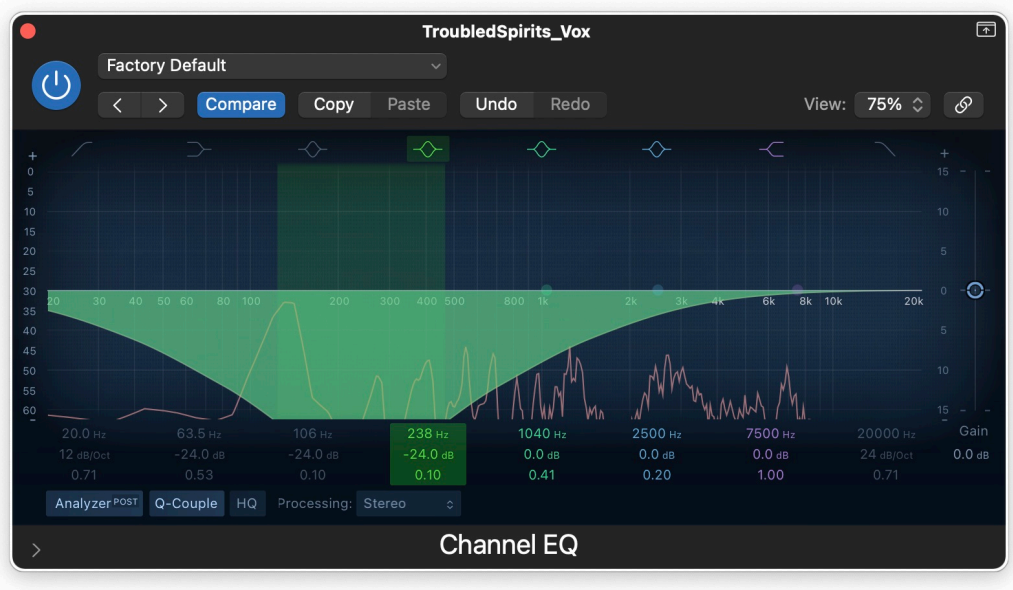 TroubledSpirits_Vox
Factory Default
Compare Copy Paste Undo Redo View: 75%
+ +
0 15
5
10 10
15
20 5
25
30 0
20 30 40 50 60 80 100 200 300 400 500 800 1k 2k 3k 4k 6k 8k 10k 20k
35
40 5
45
50 10
55
60 15
- -
20.0 Hz 63.5 Hz 106 Hz 238 Hz 1040 Hz 2500 Hz 7500 Hz 20000 Hz Gain
12 dB/Oct -24.0 dB -24.0 dB -24.0 dB 0.0 dB 0.0 dB 0.0 dB 24 dB/Oct 0.0 dB
0.71 0.53 0.10 0.10 0.41 0.20 1.00 0.71
Analyzer POST Q-Couple HQ Processing: Stereo
Channel EQ